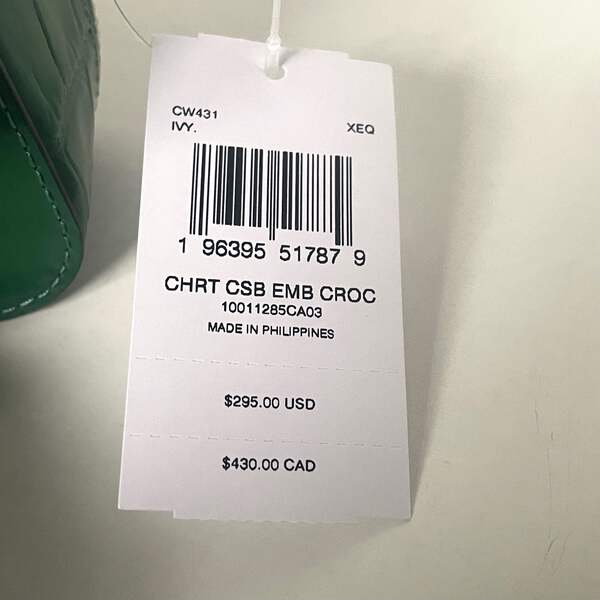 CW431
IVY.
XEQ
1 96395 51787 9
CHRT CSB EMB CROC
10011285CA03
MADE IN PHILIPPINES
$295.00 USD
$430.00 CAD